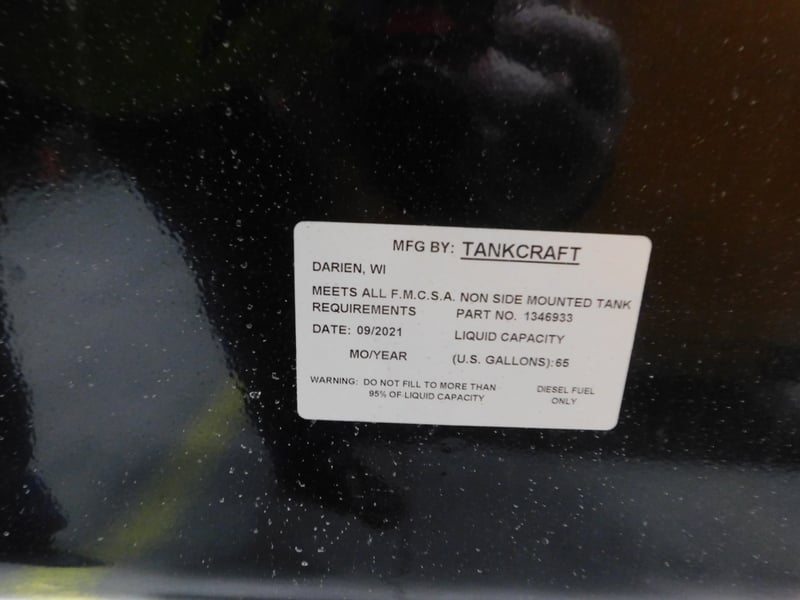 MFG BY: TANKCRAFT
DARIEN, WI
MEETS ALL F.M.C.S.A. NON SIDE MOUNTED TANK
REQUIREMENTS PART NO. 1346933
DATE: 09/2021 LIQUID CAPACITY
MO/YEAR (U.S. GALLONS):65
WARNING: DO NOT FILL TO MORE THAN DIESEL FUEL
95% OF LIQUID CAPACITY ONLY